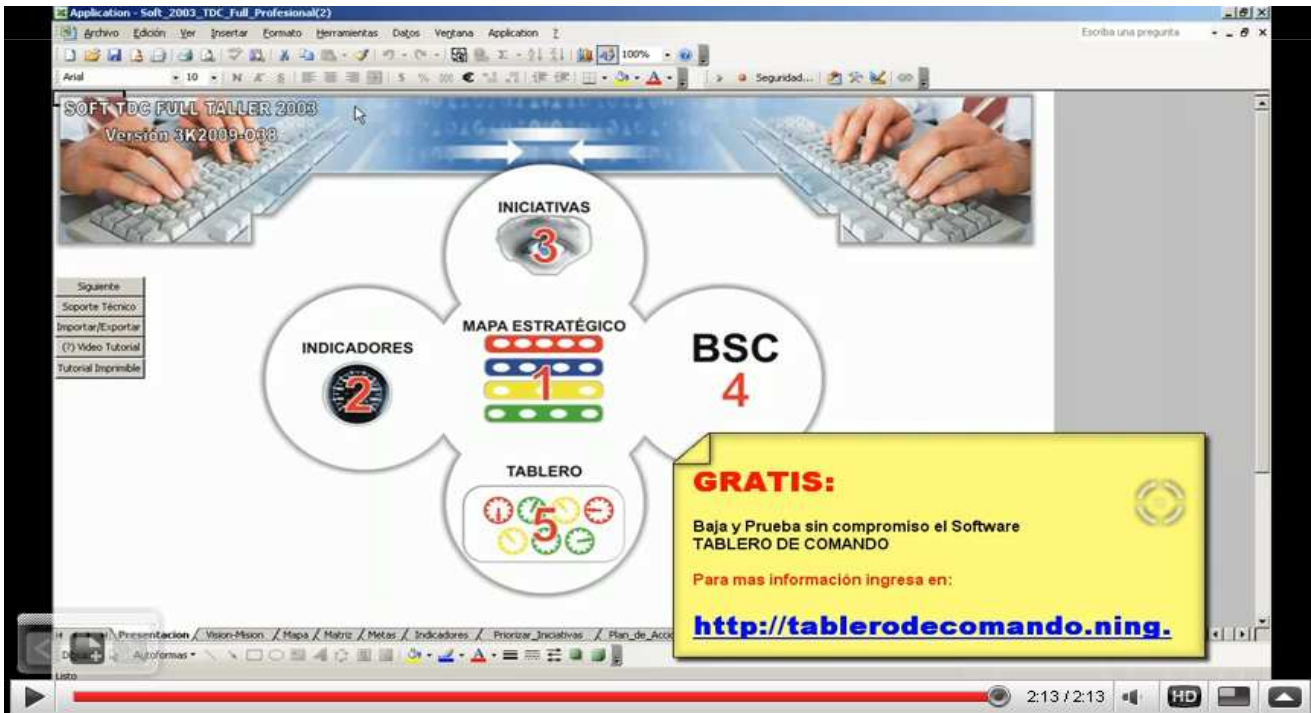 Application - Soft_2003_TDC_Full_Profesional(2)
Archivo Edición Ver Insertar Formato Herramientas Datos Ventana Application ?
Escriba una pregunta
100%
Arial 10 N K S
Seguridad...
SOFT TDC FULL TALLER 2003
Versión 3K2009-038
INICIATIVAS
3
Siguiente
Soporte Técnico
Importar/Exportar
(?) Video Tutorial
Tutorial Imprimible
MAPA ESTRATÉGICO
1
INDICADORES
2
BSC
4
TABLERO
5
GRATIS:
Baja y Prueba sin compromiso el Software
TABLERO DE COMANDO
Para mas información ingresa en:
http://tablerodecomando.ning.
Presentacion / Vision-Mision / Mapa / Matriz / Metas / Indicadores / Priorizar_Iniciativas / Plan_de_Acc
Autoformas
Listo
2:13 / 2:13
HD